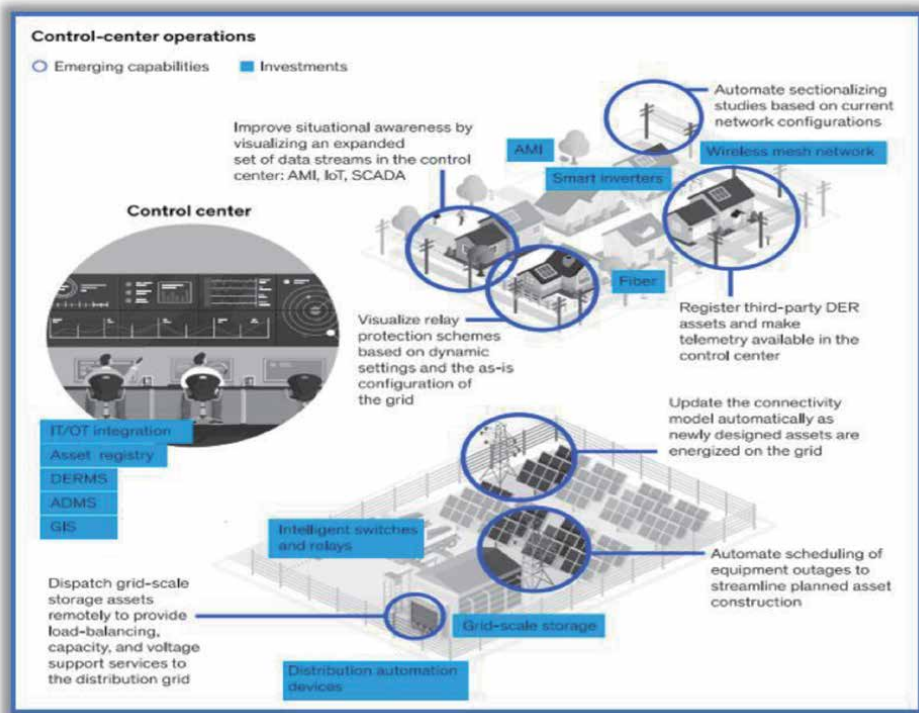 Control-center operations
Emerging capabilities
Investments
Automate sectionalizing
studies based on current
network configurations
Improve situational awareness by
visualizing an expanded
set of data streams in the control
center: AMI, IoT, SCADA
AMI
Wireless mesh network
Smart inverters
Control center
Fiber
Visualize relay
protection schemes
based on dynamic
settings and the as-is
configuration of
the grid
Register third-party DER
assets and make
telemetry available in the
control center
Update the connectivity
model automatically as
newly designed assets are
energized on the grid
IT/OT integration
Asset registry
DERMS
ADMS
GIS
Intelligent switches
and relays
Automate scheduling of
equipment outages to
streamline planned asset
construction
Dispatch grid-scale
storage assets
remotely to provide
load-balancing,
capacity, and voltage
support services to
the distribution grid
Grid-scale storage
Distribution automation
devices